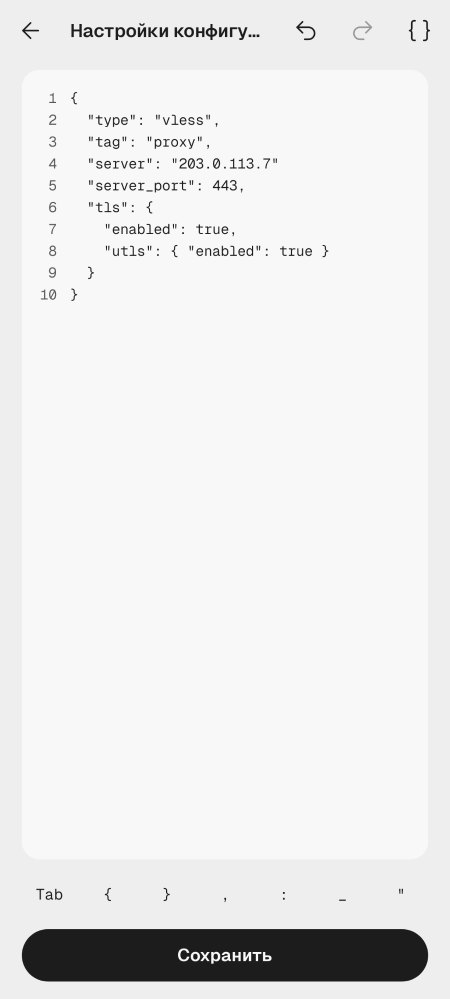 Настройки конфигу...
1 {
2   "type": "vless",
3   "tag": "proxy",
4   "server": "203.0.113.7"
5   "server_port": 443,
6   "tls": {
7     "enabled": true,
8     "utls": { "enabled": true }
9   }
10 }
Tab { } , : _ "
Сохранить